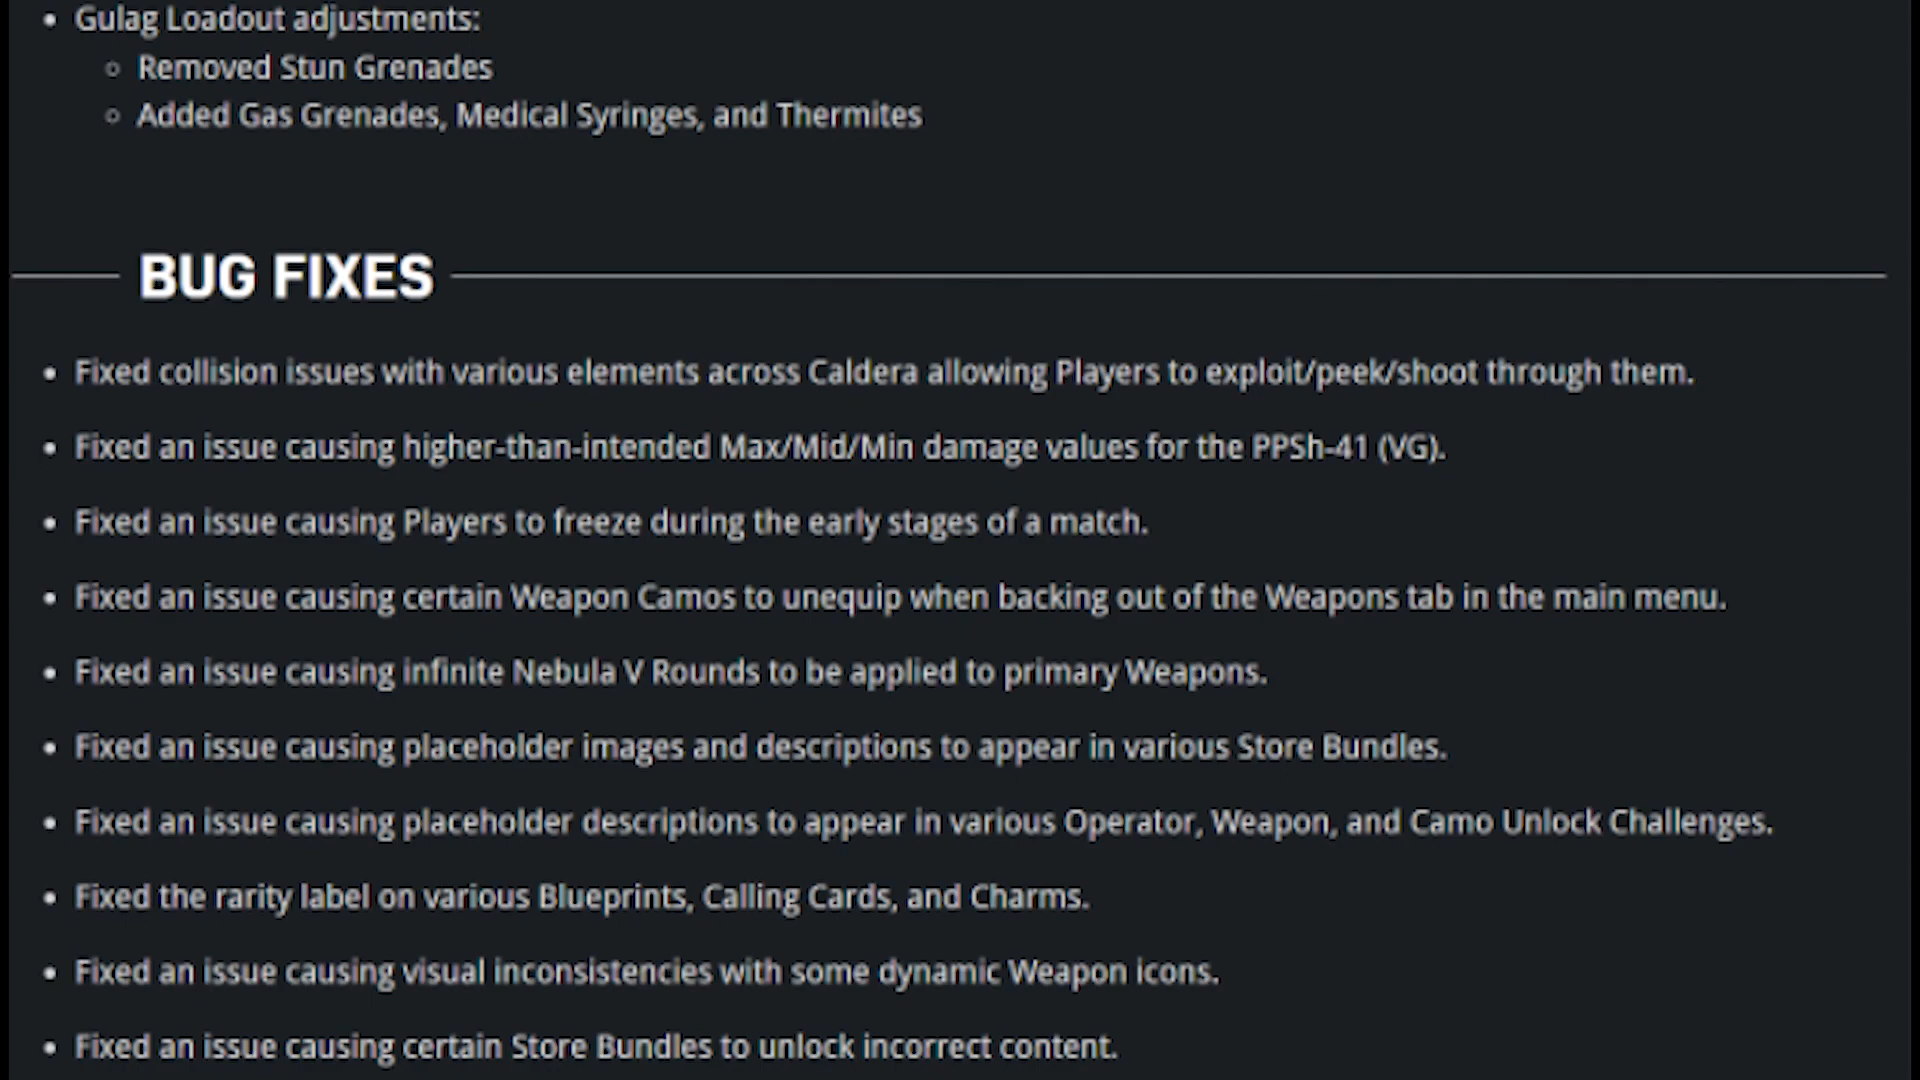 • Gulag Loadout adjustments:
○ Removed Stun Grenades
○ Added Gas Grenades, Medical Syringes, and Thermites
BUG FIXES
• Fixed collision issues with various elements across Caldera allowing Players to exploit/peek/shoot through them.
• Fixed an issue causing higher-than-intended Max/Mid/Min damage values for the PPSh-41 (VG).
• Fixed an issue causing Players to freeze during the early stages of a match.
• Fixed an issue causing certain Weapon Camos to unequip when backing out of the Weapons tab in the main menu.
• Fixed an issue causing infinite Nebula V Rounds to be applied to primary Weapons.
• Fixed an issue causing placeholder images and descriptions to appear in various Store Bundles.
• Fixed an issue causing placeholder descriptions to appear in various Operator, Weapon, and Camo Unlock Challenges.
• Fixed the rarity label on various Blueprints, Calling Cards, and Charms.
• Fixed an issue causing visual inconsistencies with some dynamic Weapon icons.
• Fixed an issue causing certain Store Bundles to unlock incorrect content.